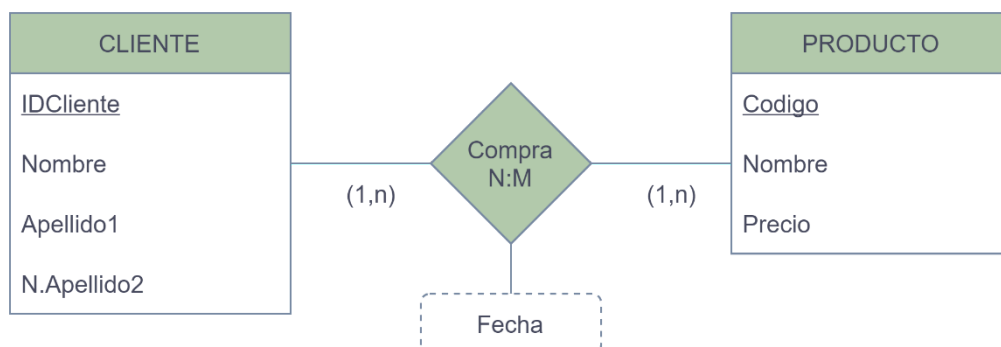 CLIENTE
IDCliente
Nombre
Apellido1
N.Apellido2
(1,n)
Compra
N:M
(1,n)
Fecha
PRODUCTO
Codigo
Nombre
Precio